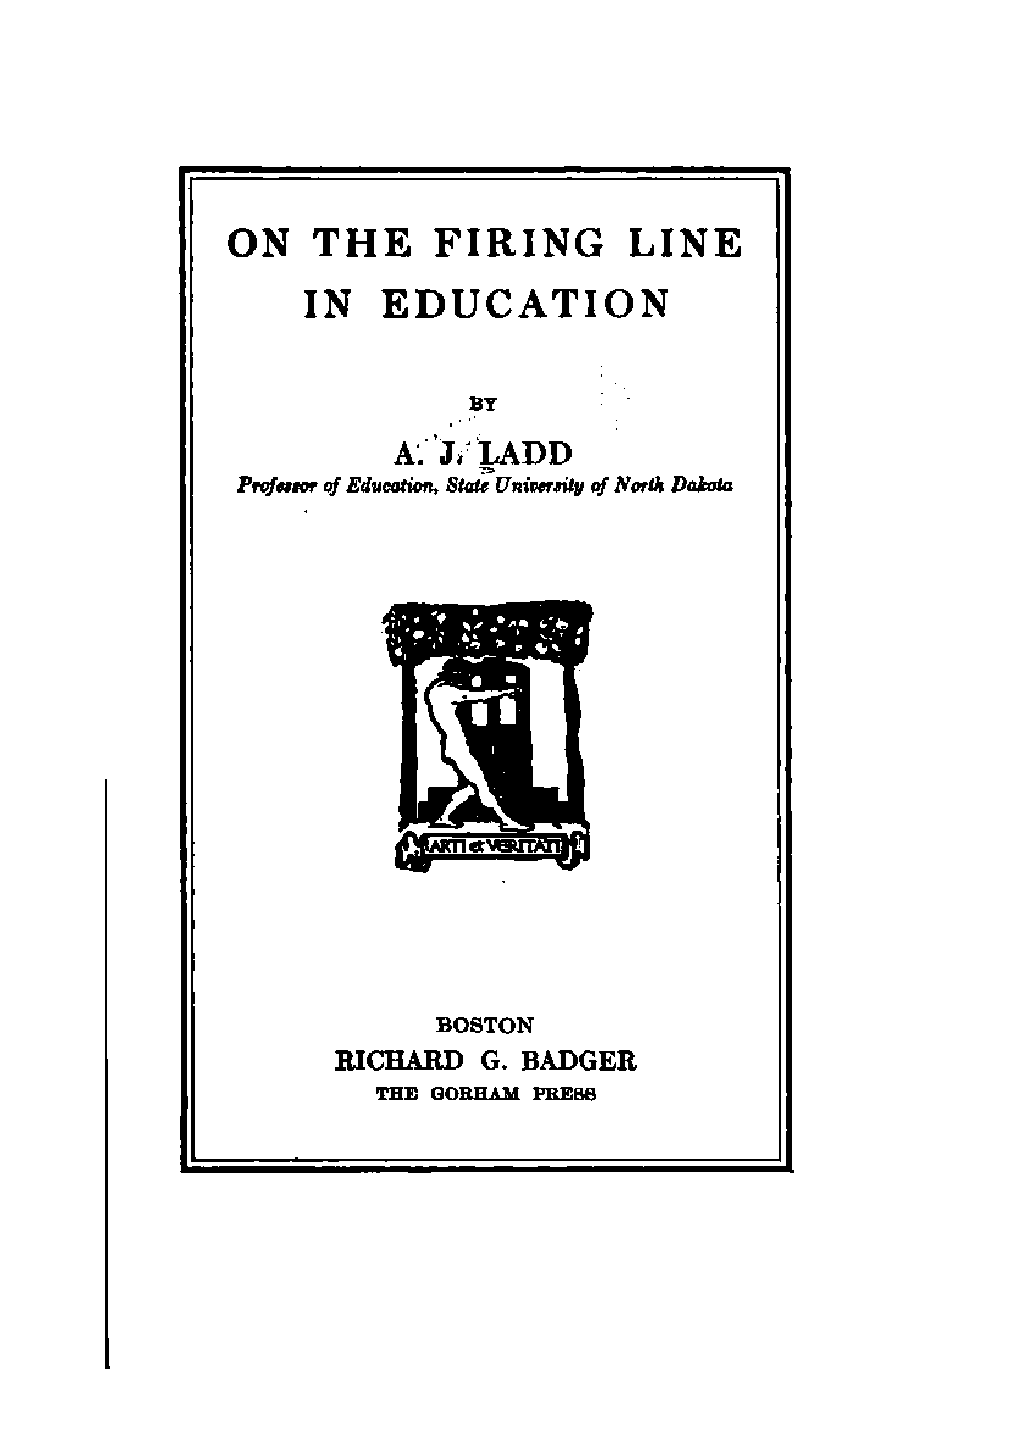 ON THE FIRING LINE
IN EDUCATION
BY
A. J. LADD
Professor of Education, State University of North Dakota
ARTI et VERITATI
BOSTON
RICHARD G. BADGER
THE GORHAM PRESS